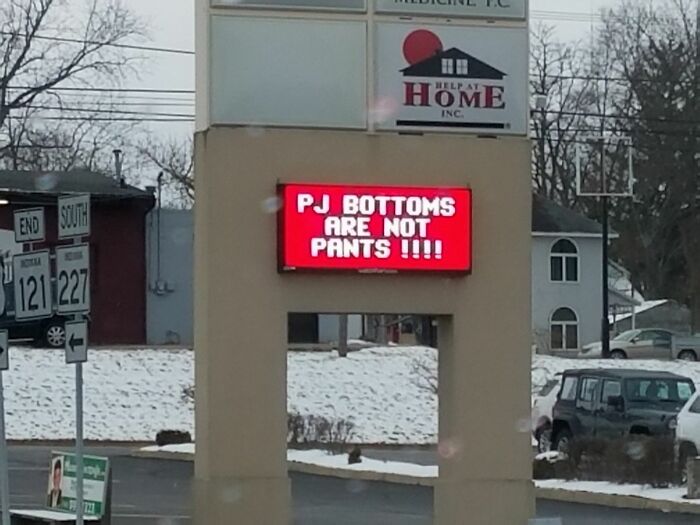 MEDICINE P.C
HELP AT
HOME
INC.
PJ BOTTOMS
ARE NOT
PANTS !!!!
END
SOUTH
INDIANA
121
INDIANA
227